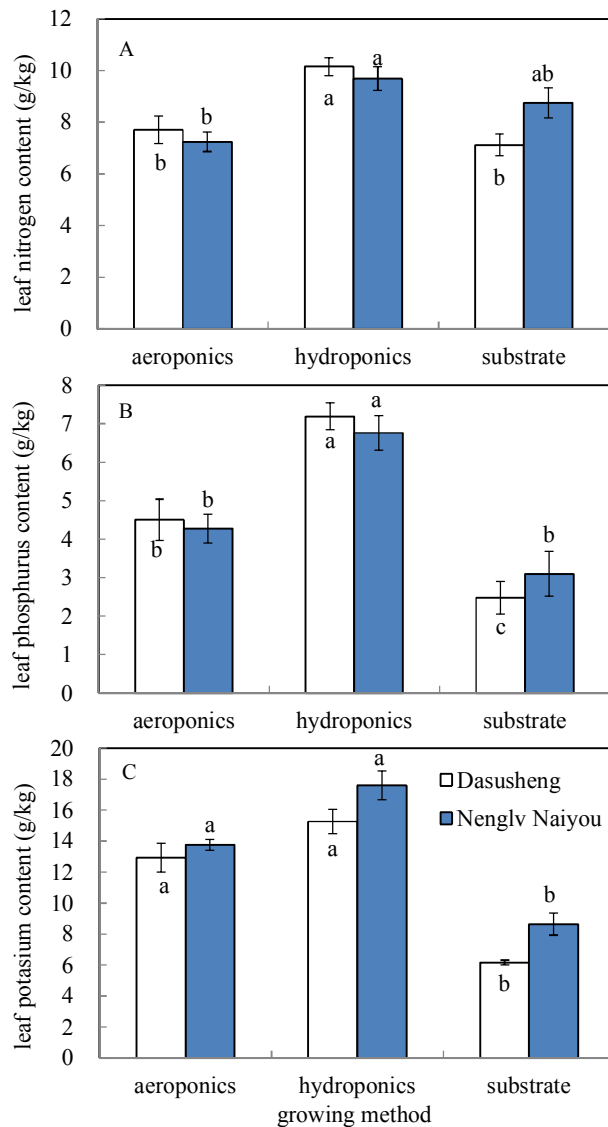 12
10
8
6
4
2
0
leaf nitrogen content (g/kg)
A
b
b
a
a
b
ab
aeroponics hydroponics substrate
8
7
6
5
4
3
2
1
0
leaf phosphurus content (g/kg)
B
b
b
a
a
c
b
aeroponics hydroponics substrate
20
18
16
14
12
10
8
6
4
2
0
leaf potasium content (g/kg)
C
a
a
a
a
b
b
Dasusheng
Nenglv Naiyou
aeroponics hydroponics substrate
growing method